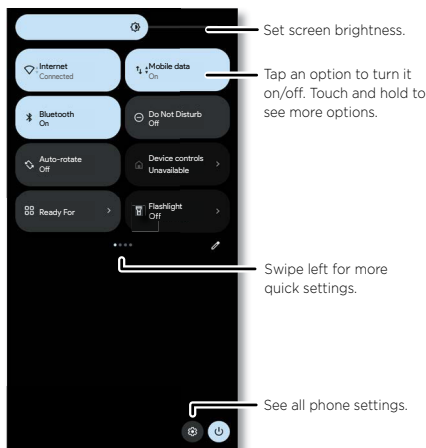 Set screen brightness.
Internet
Connected
Mobile data
On
Tap an option to turn it
on/off. Touch and hold to
see more options.
Bluetooth
On
Do Not Disturb
Off
Auto-rotate
Off
Device controls
Unavailable
Ready For
Flashlight
Off
Swipe left for more
quick settings.
See all phone settings.